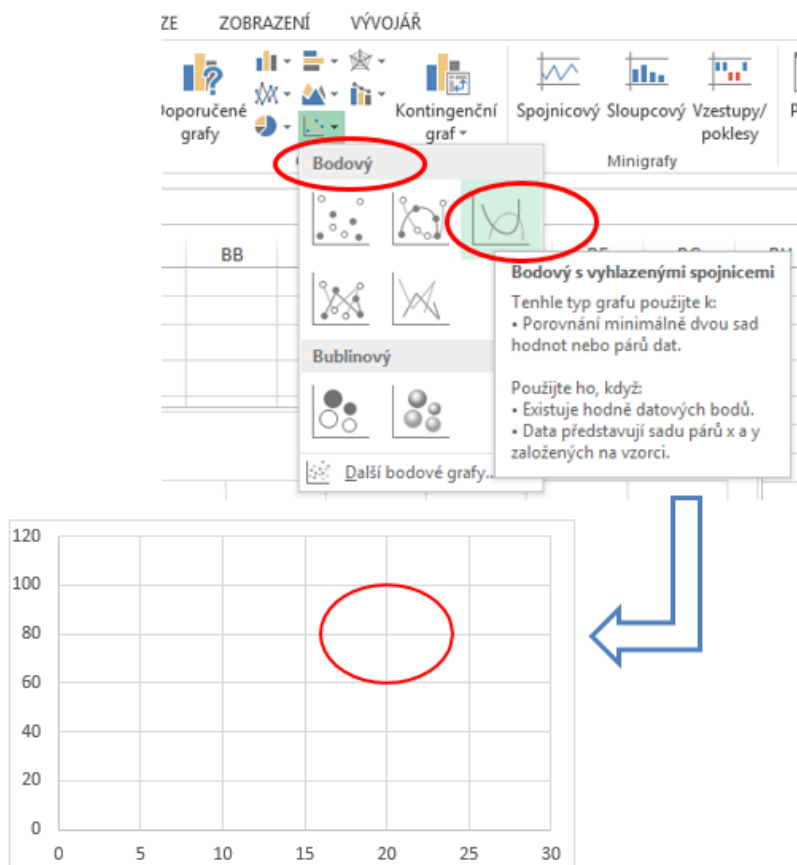 ZE ZOBRAZENÍ VÝVOJÁŘ
Doporučené
grafy
Kontingenční
graf
Spojnicový Sloupcový Vzestupy/
poklesy
Minigrafy
Bodový
BB
Bodový s vyhlazenými spojnicemi
Tenhle typ grafu použijte k:
• Porovnání minimálně dvou sad
hodnot nebo párů dat.
Použijte ho, když:
• Existuje hodně datových bodů.
• Data představují sadu párů x a y
založených na vzorci.
Bublinový
Další bodové grafy...
120
100
80
60
40
20
0
0 5 10 15 20 25 30